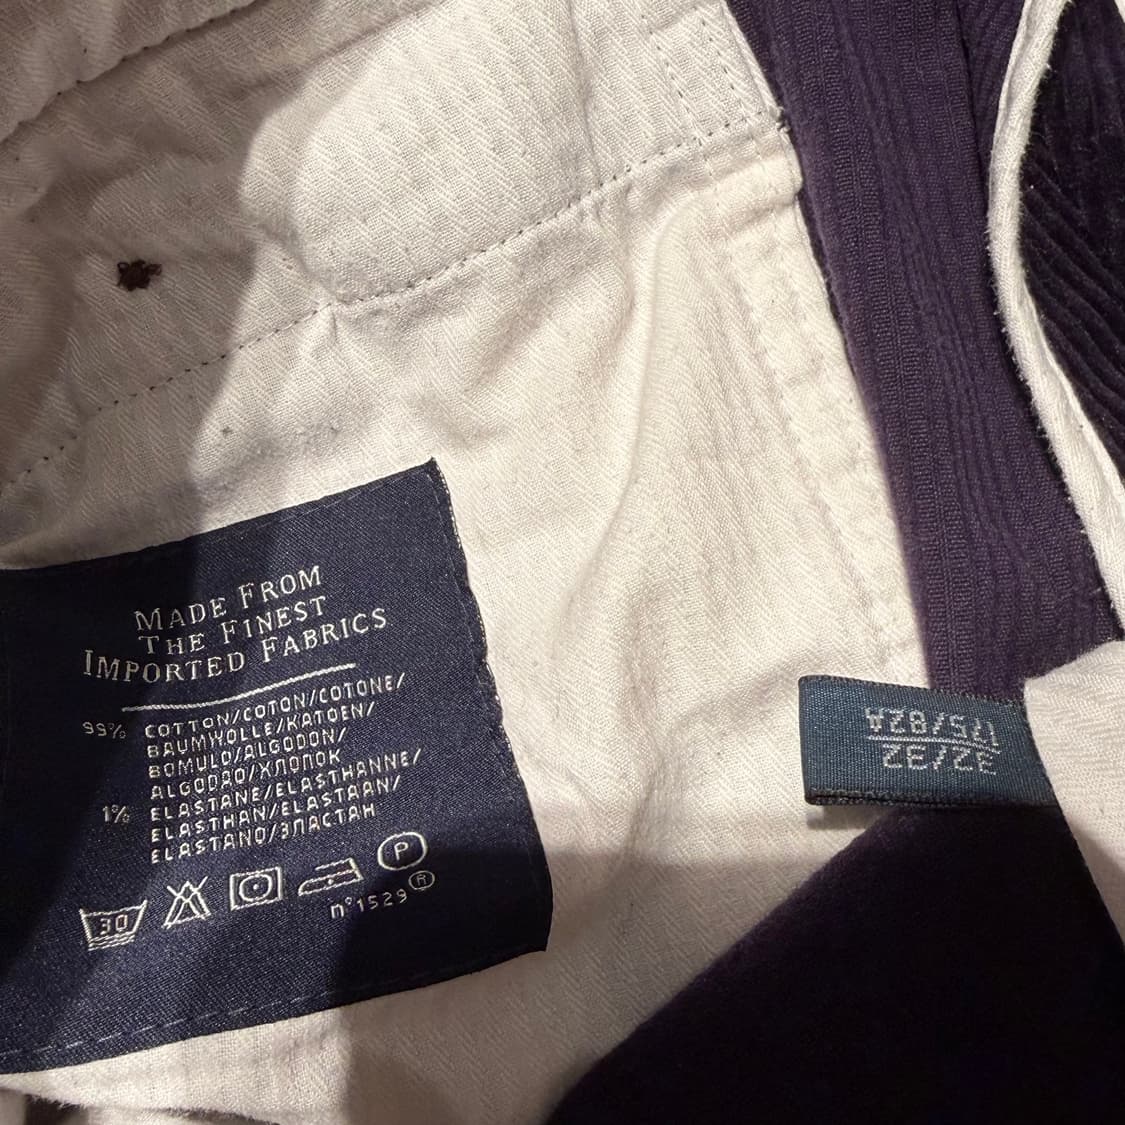 MADE FROM
THE FINEST
IMPORTED FABRICS
99% COTTON/COTON/COTONE/
BAUMWOLLE/KATOEN/
BOMULD/ALGODON/
ALGODAO/ХЛОПОК
1% ELASTANE/ELASTHANNE/
ELASTHAN/ELASTAAN/
ELASTANO/ЭЛАСТАН
30
P
n°1529®
32/32
175/82A